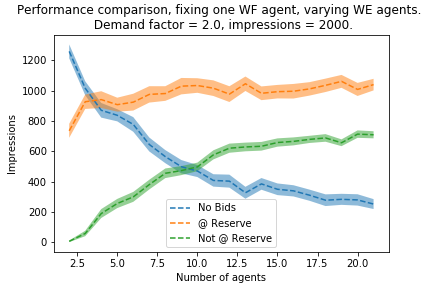 Performance comparison, fixing one WF agent, varying WE agents.
Demand factor = 2.0, impressions = 2000.
Impressions
1200
1000
800
600
400
200
0
No Bids
@ Reserve
Not @ Reserve
2.5 5.0 7.5 10.0 12.5 15.0 17.5 20.0
Number of agents